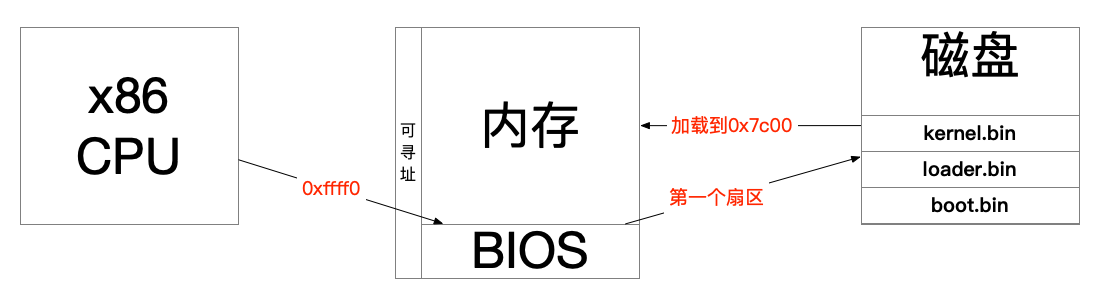 x86
CPU
0xffff0
可
寻
址
内存
BIOS
加载到0x7c00
第一个扇区
磁盘
kernel.bin
loader.bin
boot.bin